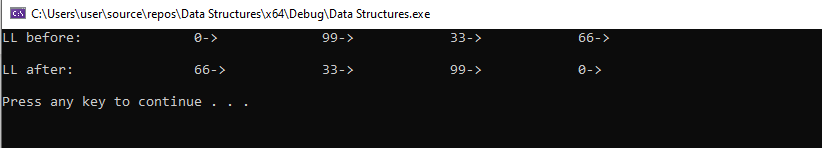 C:\Users\user\source\repos\Data Structures\x64\Debug\Data Structures.exe
LL before: 0-> 99-> 33-> 66->
LL after: 66-> 33-> 99-> 0->
Press any key to continue . . .